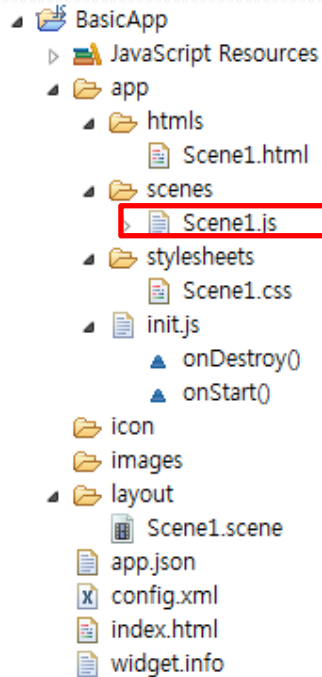 BasicApp
JavaScript Resources
app
htmls
Scene1.html
scenes
Scene1.js
stylesheets
Scene1.css
init.js
onDestroy()
onStart()
icon
images
layout
Scene1.scene
app.json
config.xml
index.html
widget.info